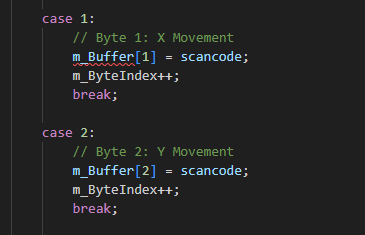 case 1:
// Byte 1: X Movement
m_Buffer[1] = scancode;
m_ByteIndex++;
break;
case 2:
// Byte 2: Y Movement
m_Buffer[2] = scancode;
m_ByteIndex++;
break;